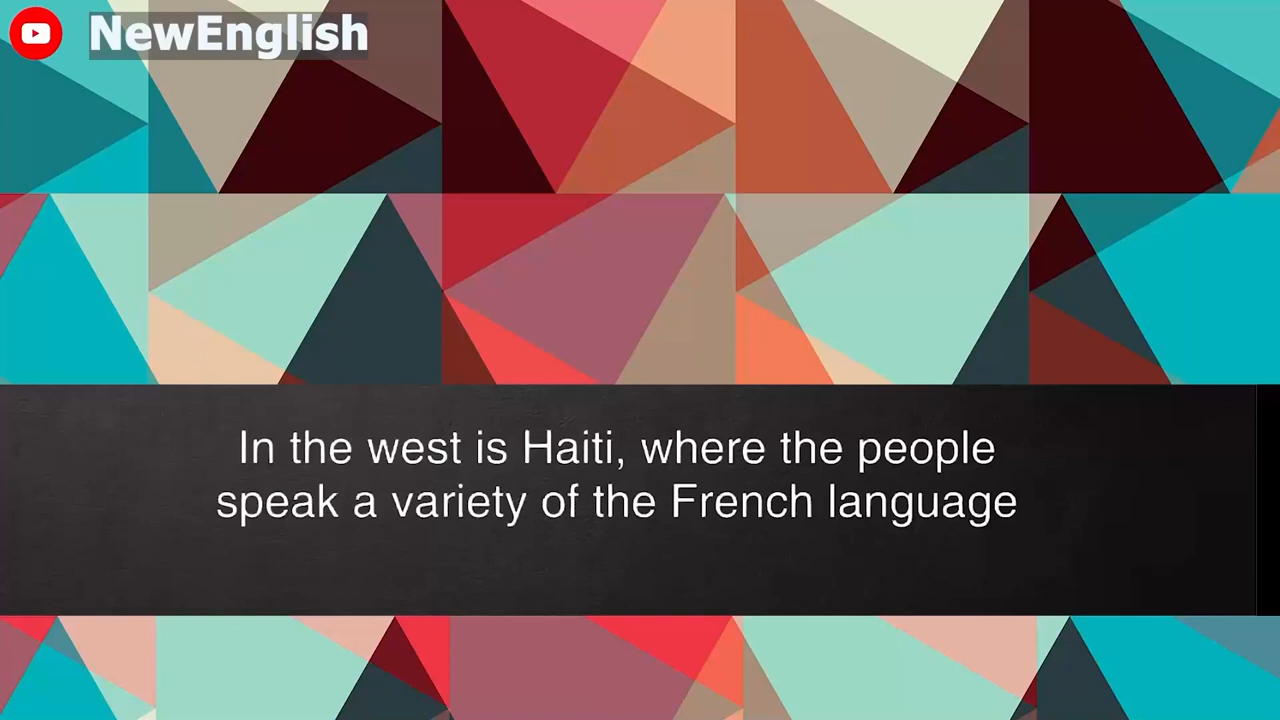 NewEnglish
In the west is Haiti, where the people
speak a variety of the French language